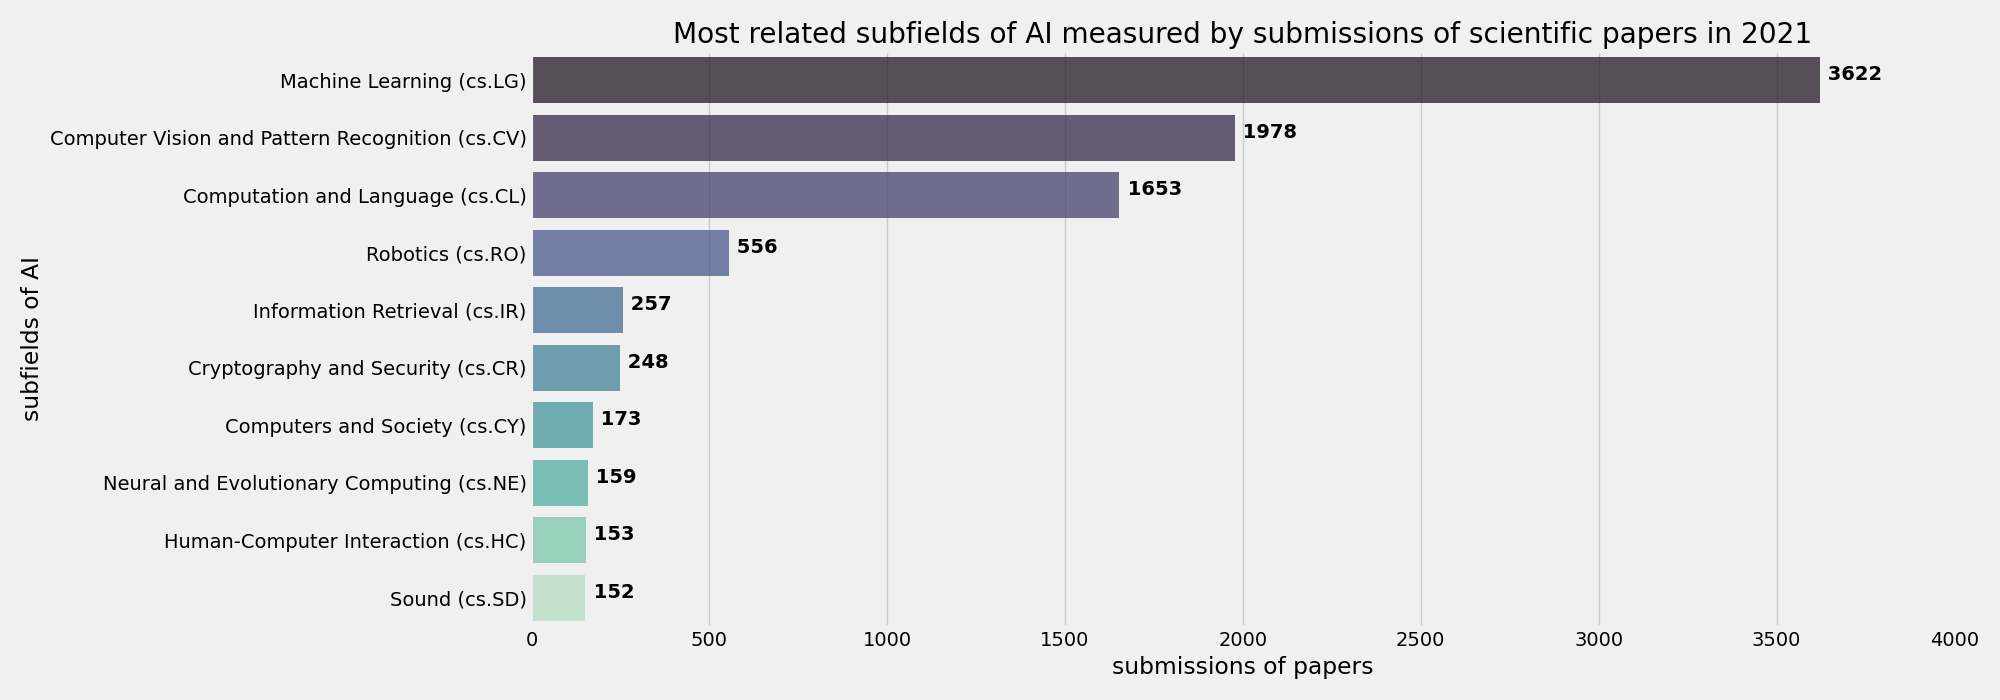 Most related subfields of AI measured by submissions of scientific papers in 2021
subfields of AI
Machine Learning (cs.LG) 3622
Computer Vision and Pattern Recognition (cs.CV) 1978
Computation and Language (cs.CL) 1653
Robotics (cs.RO) 556
Information Retrieval (cs.IR) 257
Cryptography and Security (cs.CR) 248
Computers and Society (cs.CY) 173
Neural and Evolutionary Computing (cs.NE) 159
Human-Computer Interaction (cs.HC) 153
Sound (cs.SD) 152
0 500 1000 1500 2000 2500 3000 3500 4000
submissions of papers